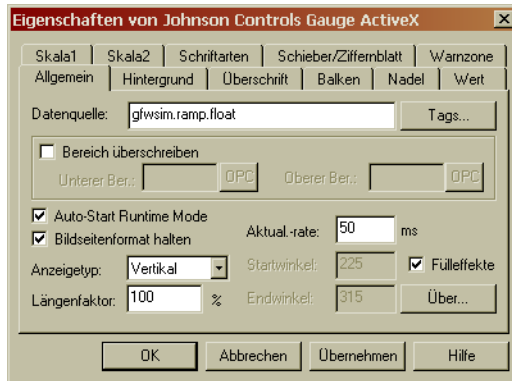 Eigenschaften von Johnson Controls Gauge ActiveX
Skala1 Skala2 Schriftarten Schieber/Ziffernblatt Warnzone
Allgemein Hintergrund Überschrift Balken Nadel Wert
Datenquelle: gfwsim.ramp.float Tags...
Bereich überschreiben
Unterer Ber.: OPC Oberer Ber.: OPC
Auto-Start Runtime Mode
Bildseitenformat halten
Aktual.-rate: 50 ms
Anzeigetyp: Vertikal Startwinkel: 225 Fülleffekte
Längenfaktor: 100 % Endwinkel: 315 Über...
OK Abbrechen Übernehmen Hilfe